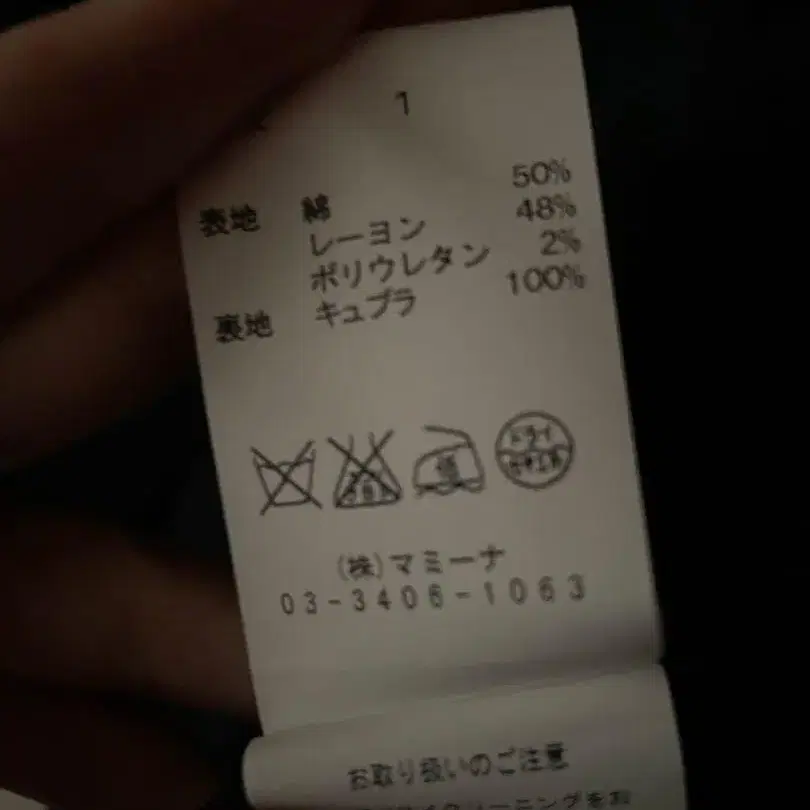 1
表地 綿 50%
レーヨン 48%
ポリウレタン 2%
裏地 キュプラ 100%
ドライ
(株)マミーナ
03-3406-1063
お取り扱いのご注意